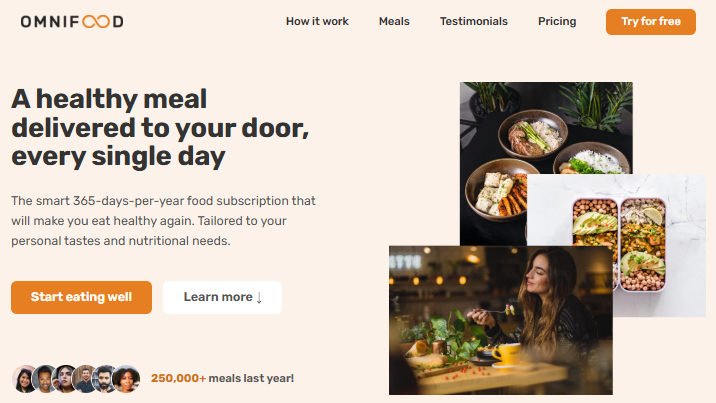 OMNIFOOD
How it work
Meals
Testimonials
Pricing
Try for free
A healthy meal
delivered to your door,
every single day
The smart 365-days-per-year food subscription that
will make you eat healthy again. Tailored to your
personal tastes and nutritional needs.
Start eating well
Learn more ↓
250,000+ meals last year!